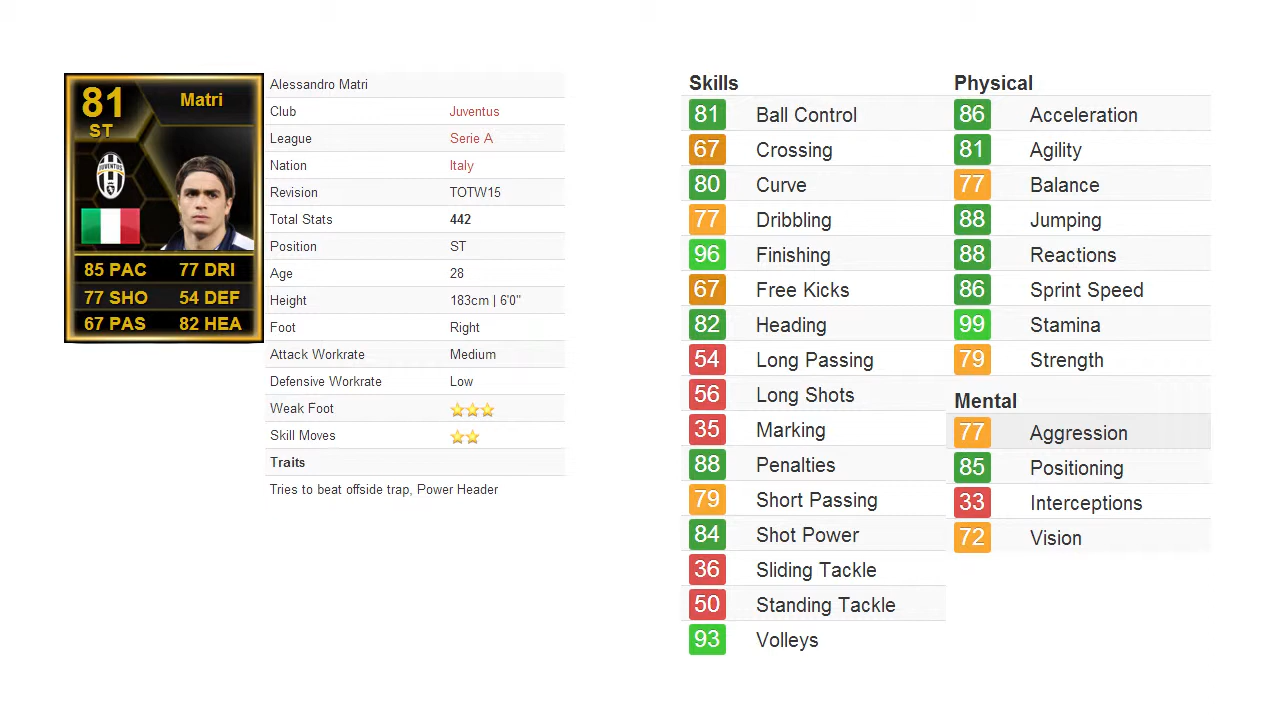 81
ST
Matri
JUVENTUS
85 PAC 77 DRI
77 SHO 54 DEF
67 PAS 82 HEA
Alessandro Matri
Club Juventus
League Serie A
Nation Italy
Revision TOTW15
Total Stats 442
Position ST
Age 28
Height 183cm | 6'0"
Foot Right
Attack Workrate Medium
Defensive Workrate Low
Weak Foot
Skill Moves
Traits
Tries to beat offside trap, Power Header
Skills
81 Ball Control
67 Crossing
80 Curve
77 Dribbling
96 Finishing
67 Free Kicks
82 Heading
54 Long Passing
56 Long Shots
35 Marking
88 Penalties
79 Short Passing
84 Shot Power
36 Sliding Tackle
50 Standing Tackle
93 Volleys
Physical
86 Acceleration
81 Agility
77 Balance
88 Jumping
88 Reactions
86 Sprint Speed
99 Stamina
79 Strength
Mental
77 Aggression
85 Positioning
33 Interceptions
72 Vision